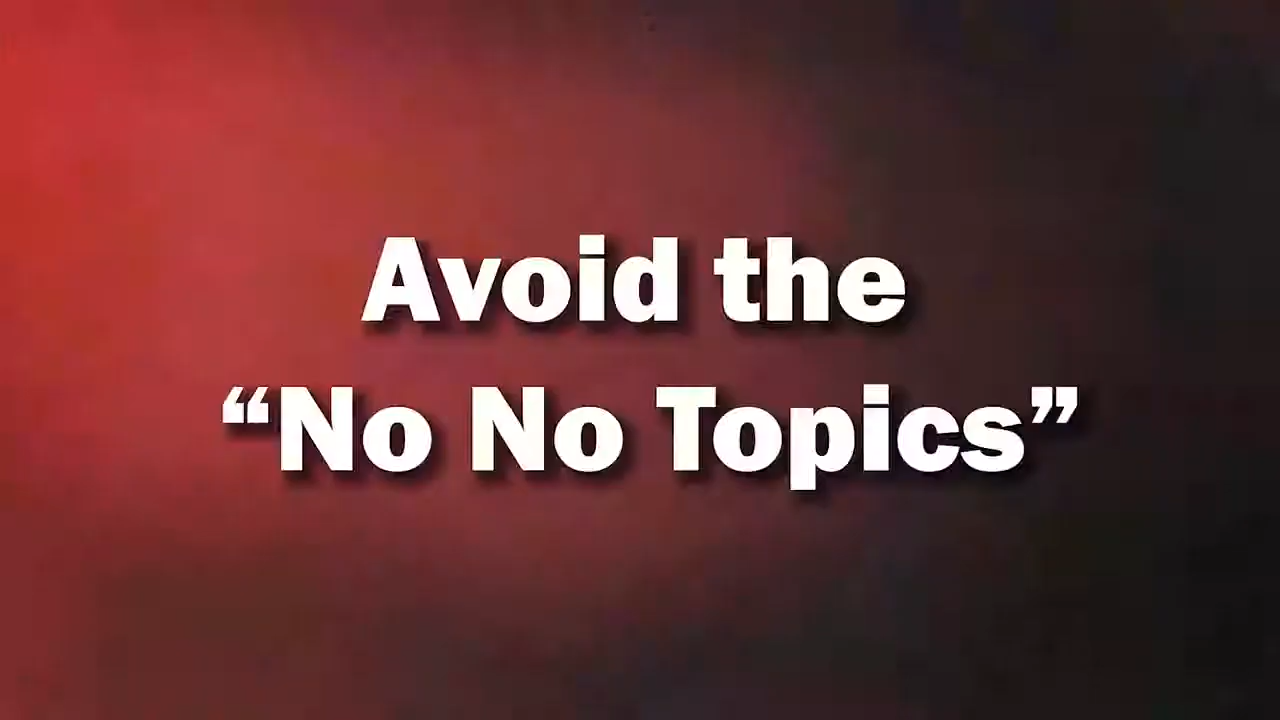 Avoid the
“No No Topics”